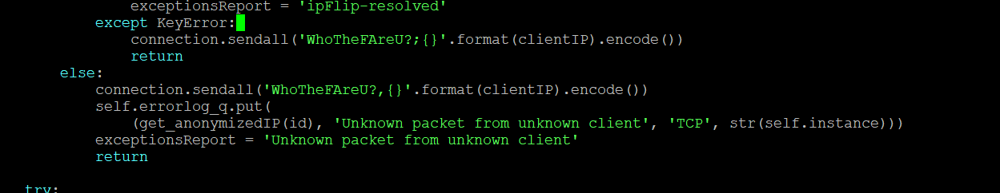 exceptionsReport = 'ipFlip-resolved'
except KeyError:
connection.sendall('WhoTheFAreU?;{}'.format(clientIP).encode())
return
else:
connection.sendall('WhoTheFAreU?,{}'.format(clientIP).encode())
self.errorlog_q.put(
(get_anonymizedIP(id), 'Unknown packet from unknown client', 'TCP', str(self.instance)))
exceptionsReport = 'Unknown packet from unknown client'
return
try: